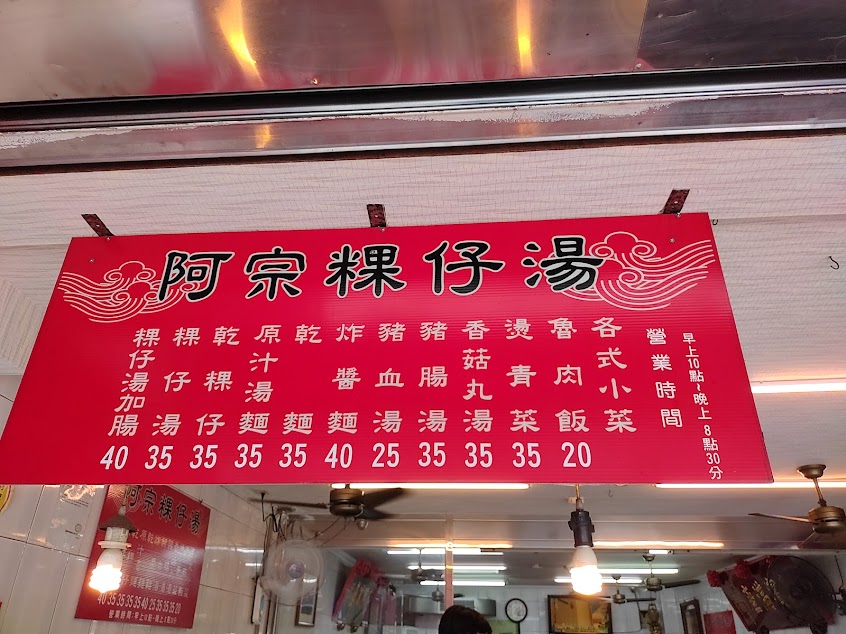 阿宗粿仔湯
粿仔湯加腸 40
粿仔湯 35
乾粿仔 35
原汁湯麵 35
乾麵 35
炸醬麵 40
豬血湯 25
豬腸湯 35
香菇丸湯 35
燙青菜 35
魯肉飯 20
各式小菜
營業時間
早上10點~晚上8點30分
阿宗粿仔湯